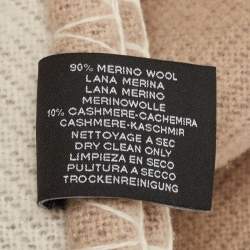 90% MERINO WOOL
LANA MERINA
LANA MERINO
MERINOWOLLE
10% CASHMERE-CACHEMIRA
CASHMERE-KASCHMIR
NETTOYAGE A SEC
DRY CLEAN ONLY
LIMPIEZA EN SECO
PULITURA A SECCO
TROCKENREINIGUNG